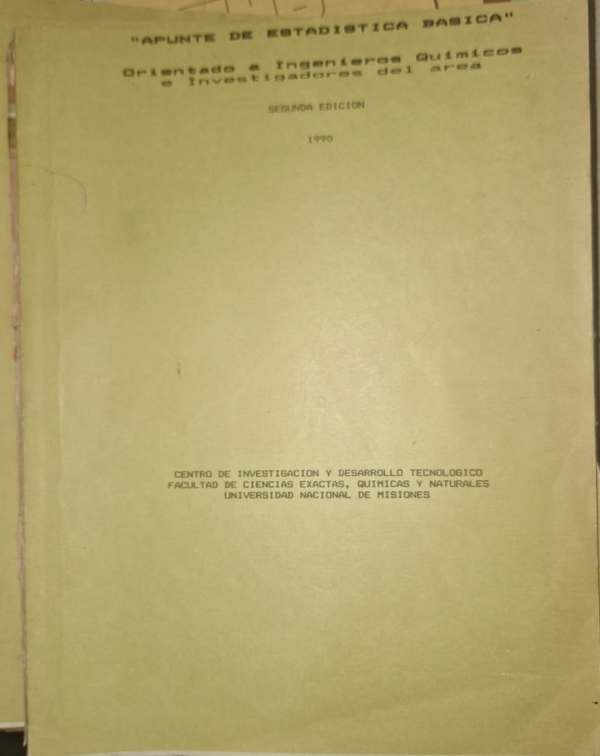 "APUNTE DE ESTADISTICA BASICA"
Orientado a Ingenieros Químicos
e Investigadores del area
SEGUNDA EDICION
1990
CENTRO DE INVESTIGACION Y DESARROLLO TECNOLOGICO
FACULTAD DE CIENCIAS EXACTAS, QUIMICAS Y NATURALES
UNIVERSIDAD NACIONAL DE MISIONES